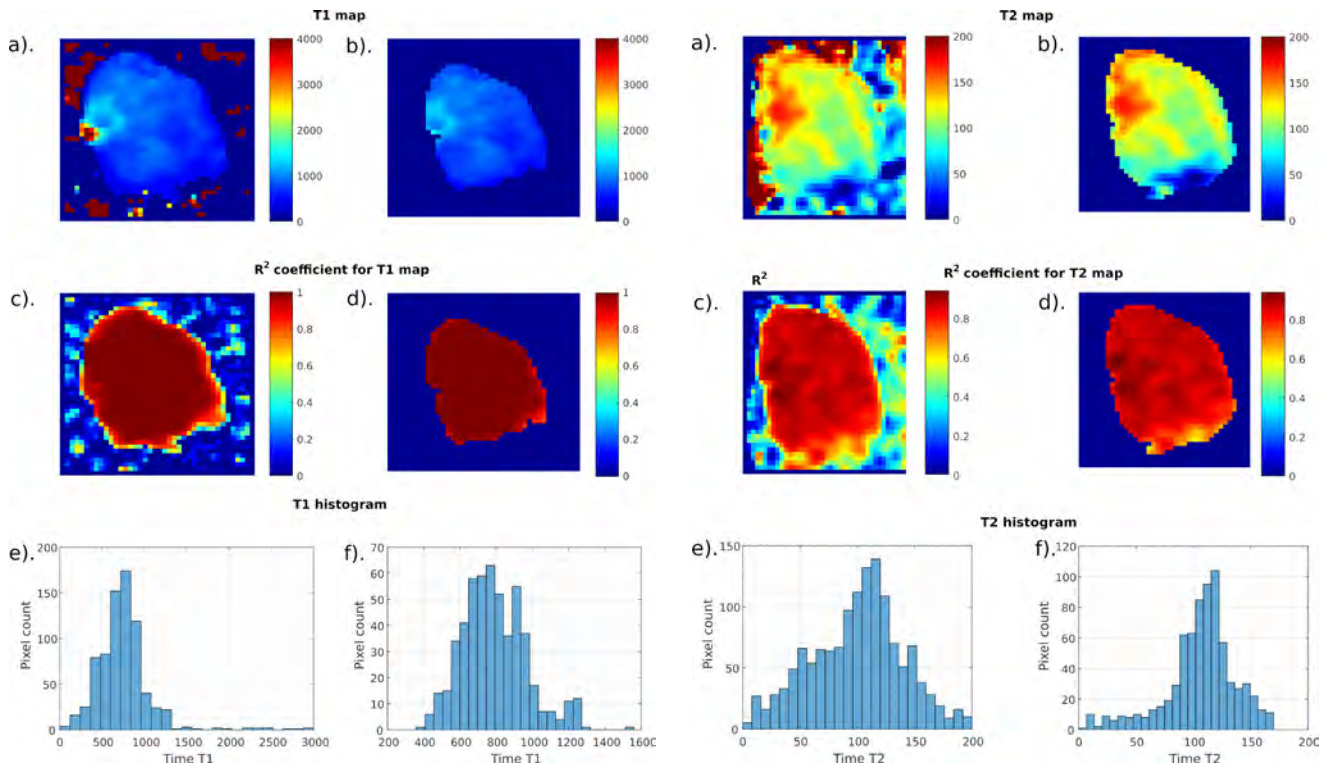 T1 map
T2 map
a).
4000
3000
2000
1000
0
b).
4000
3000
2000
1000
0
a).
200
150
100
50
0
b).
200
150
100
50
0
R² coefficient for T1 map
R²
R² coefficient for T2 map
c).
1
0.8
0.6
0.4
0.2
0
d).
1
0.8
0.6
0.4
0.2
0
c).
0.8
0.6
0.4
0.2
0
d).
0.8
0.6
0.4
0.2
0
T1 histogram
T2 histogram
e).
Pixel count
200
150
100
50
0
0 500 1000 1500 2000 2500 3000
Time T1
f).
Pixel count
70
60
50
40
30
20
10
0
200 400 600 800 1000 1200 1400 1600
Time T1
e).
Pixel count
150
100
50
0
0 50 100 150 200
Time T2
f).
Pixel count
120
100
80
60
40
20
0
0 50 100 150 200
Time T2